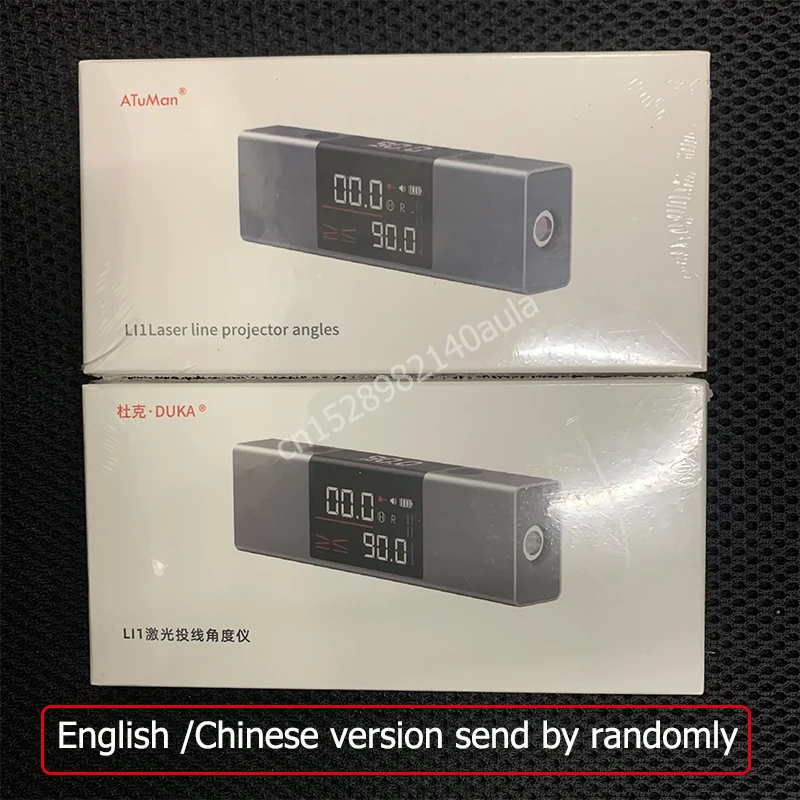 ATuMan®
00.0
R
90.0
LI1Laser line projector angles
cn1528982140aula
杜克·DUKA®
00.0
R
90.0
LI1激光投线角度仪
English /Chinese version send by randomly